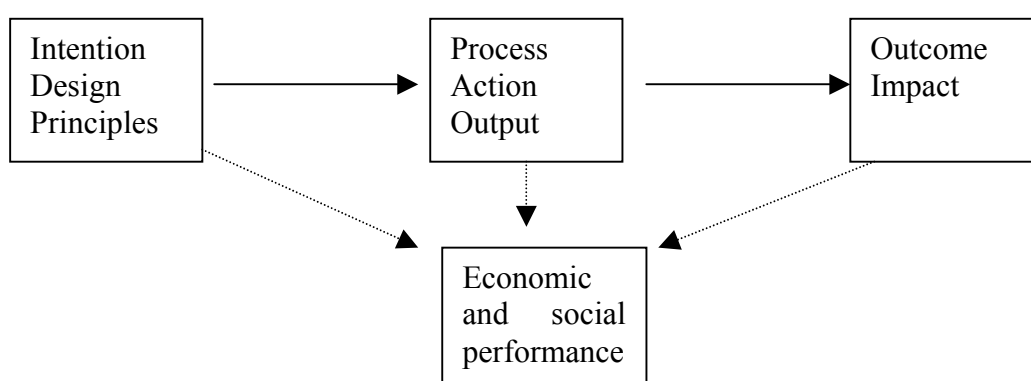 Intention
Design
Principles
Process
Action
Output
Outcome
Impact
Economic
and social
performance